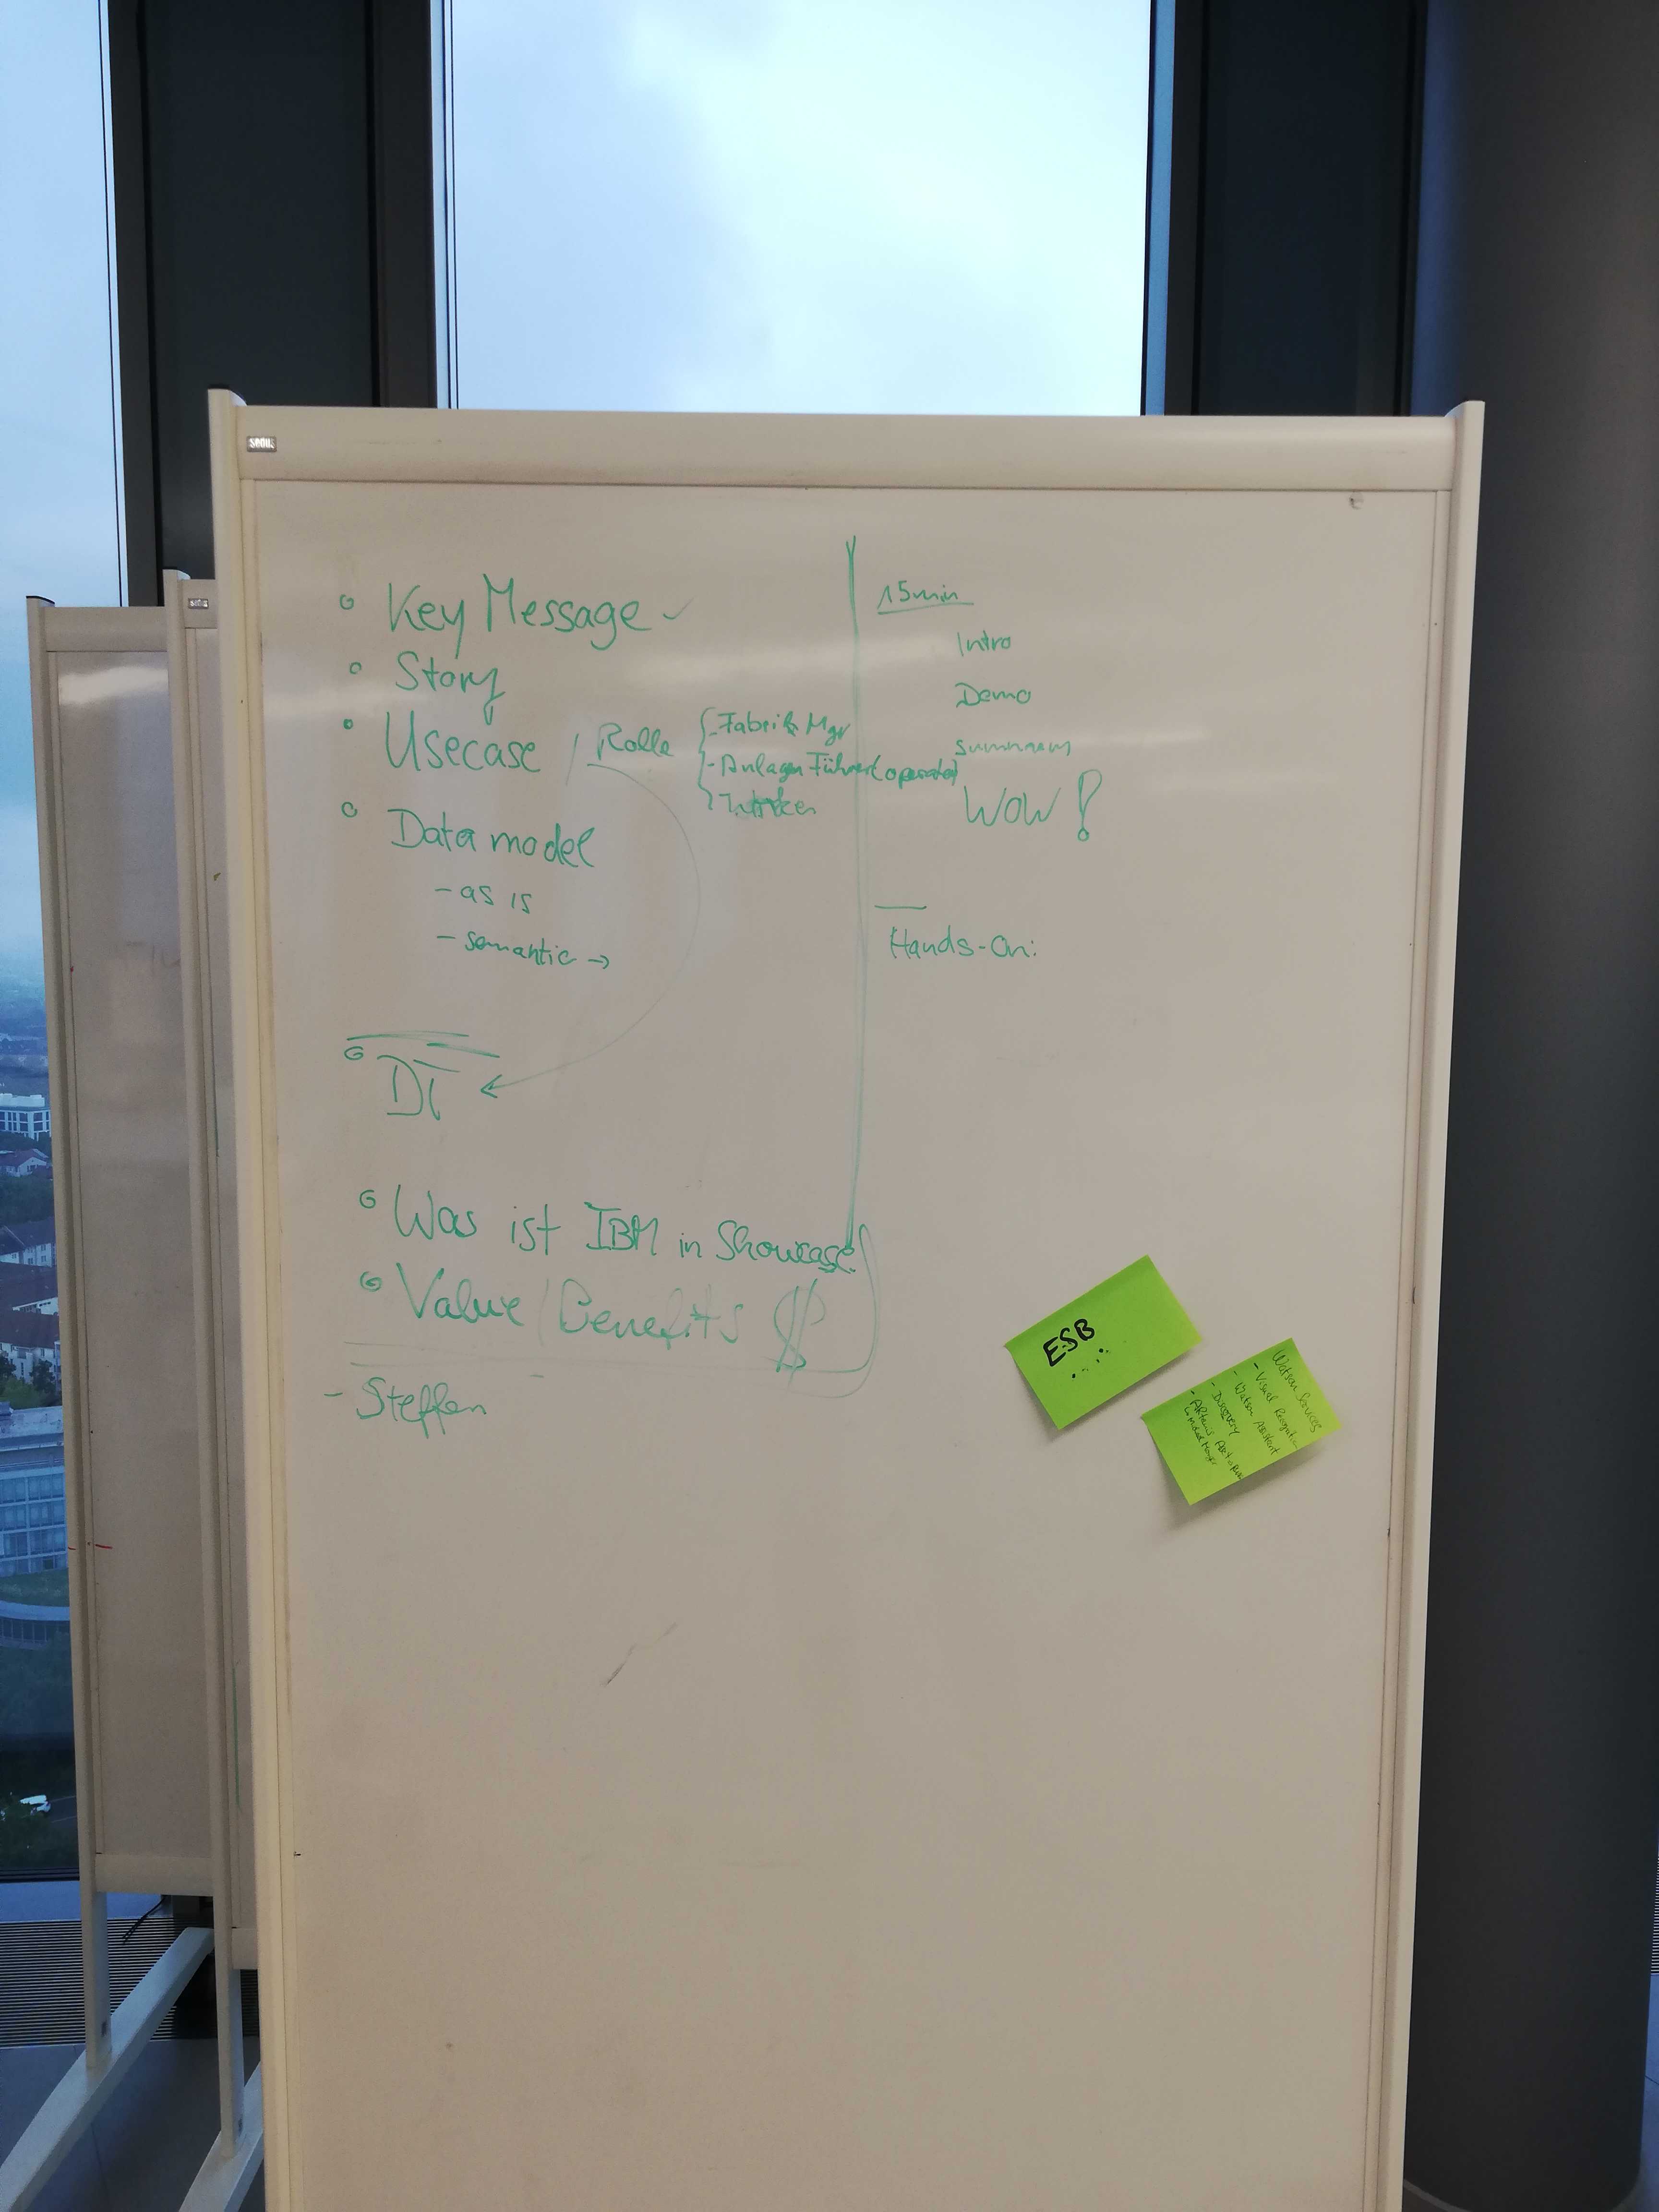 sedus
Key Message
Story
Usecase / Rolle
- Fabrik Mgr
- Anlagen Führer (operator)
Data model
- as is
- semantic →
DT
Was ist IBM in Showcase
Value / Benefits $
- Steffen
15min
Intro
Demo
Summary
WOW!
Hands-On:
ESB
Watson Services
- Visual Recognition
- Watson Assistant
- Discovery